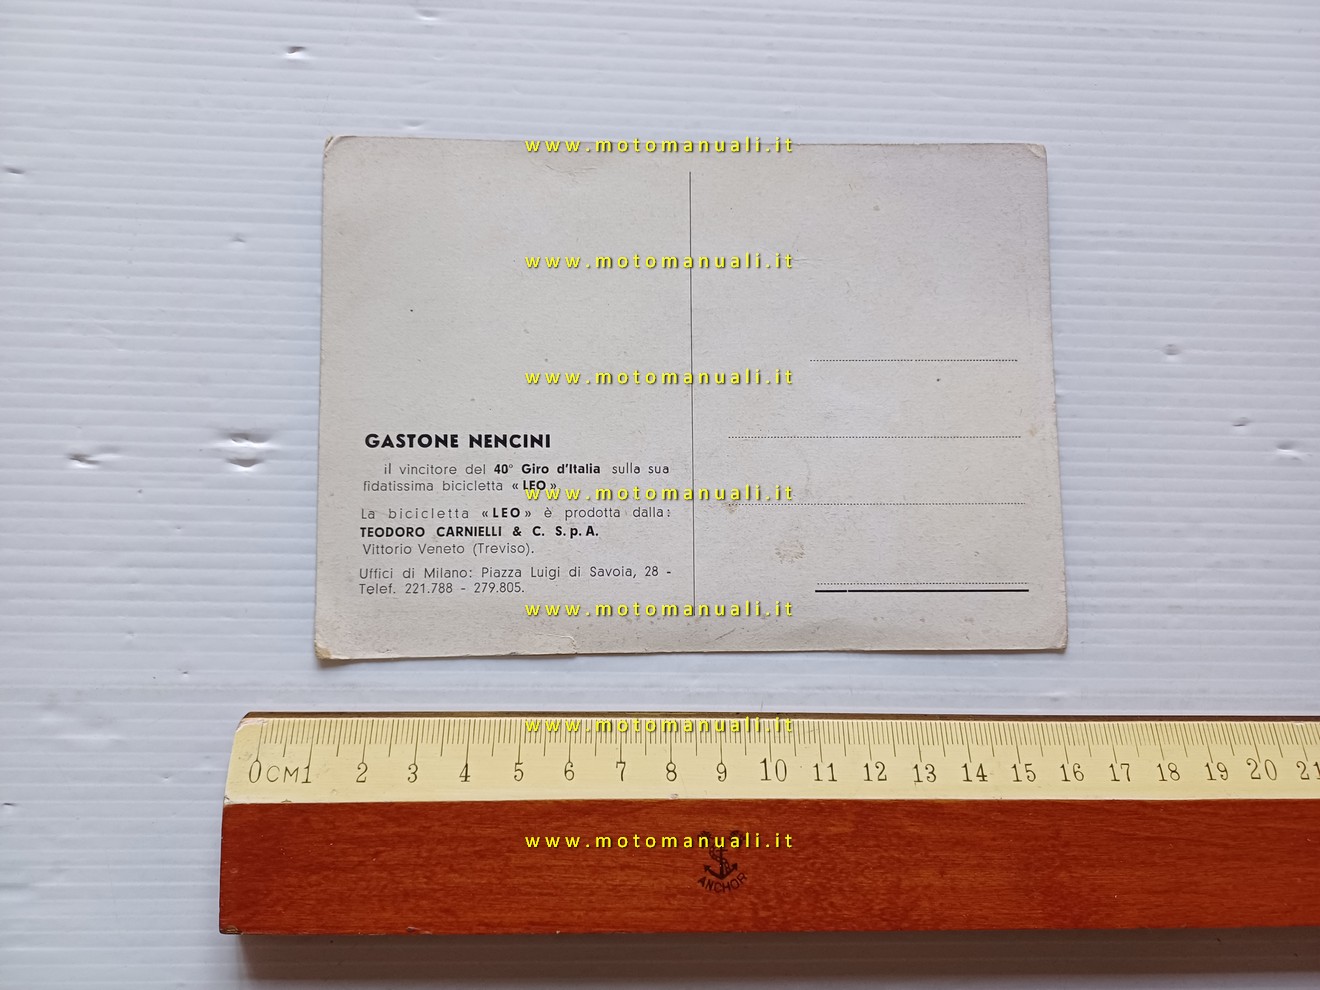 www.motomanuali.it
www.motomanuali.it
www.motomanuali.it
GASTONE NENCINI
il vincitore del 40° Giro d'Italia sulla sua
fidatissima bicicletta «LEO»
www.motomanuali.it
La bicicletta «LEO» è prodotta dalla:
TEODORO CARNIELLI & C. S.p.A.
Vittorio Veneto (Treviso).
Uffici di Milano: Piazza Luigi di Savoia, 28 -
Telef. 221.788 - 279.805.
www.motomanuali.it
www.motomanuali.it
0CM1 2 3 4 5 6 7 8 9 10 11 12 13 14 15 16 17 18 19 20 21
www.motomanuali.it
ANCHOR